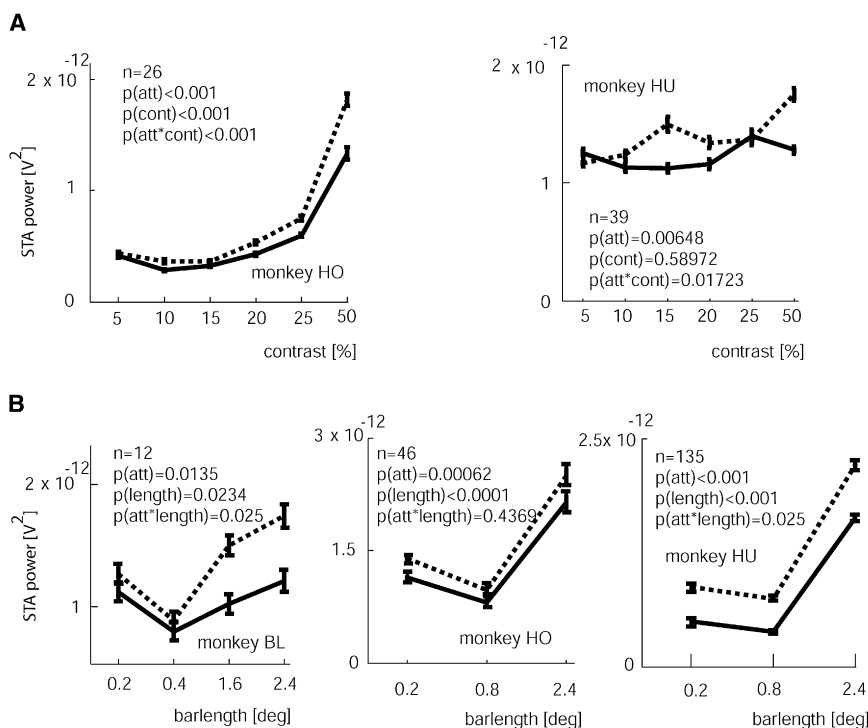 A
2 x 10 -12
n=26
p(att)<0.001
p(cont)<0.001
p(att*cont)<0.001
STA power [V2]
1
monkey HO
0
5 10 15 20 25 50
contrast [%]
2 x 10 -12
monkey HU
1
n=39
p(att)=0.00648
p(cont)=0.58972
p(att*cont)=0.01723
0
5 10 15 20 25 50
contrast [%]
B
2 x 10 -12
n=12
p(att)=0.0135
p(length)=0.0234
p(att*length)=0.025
STA power [V2]
1
monkey BL
0.2 0.4 1.6 2.4
barlength [deg]
3 x 10 -12
n=46
p(att)=0.00062
p(length)<0.0001
p(att*length)=0.4369
1.5
monkey HO
0
0.2 0.8 2.4
barlength [deg]
2.5x 10 -12
n=135
p(att)<0.001
p(length)<0.001
p(att*length)=0.025
monkey HU
0
0.2 0.8 2.4
barlength [deg]